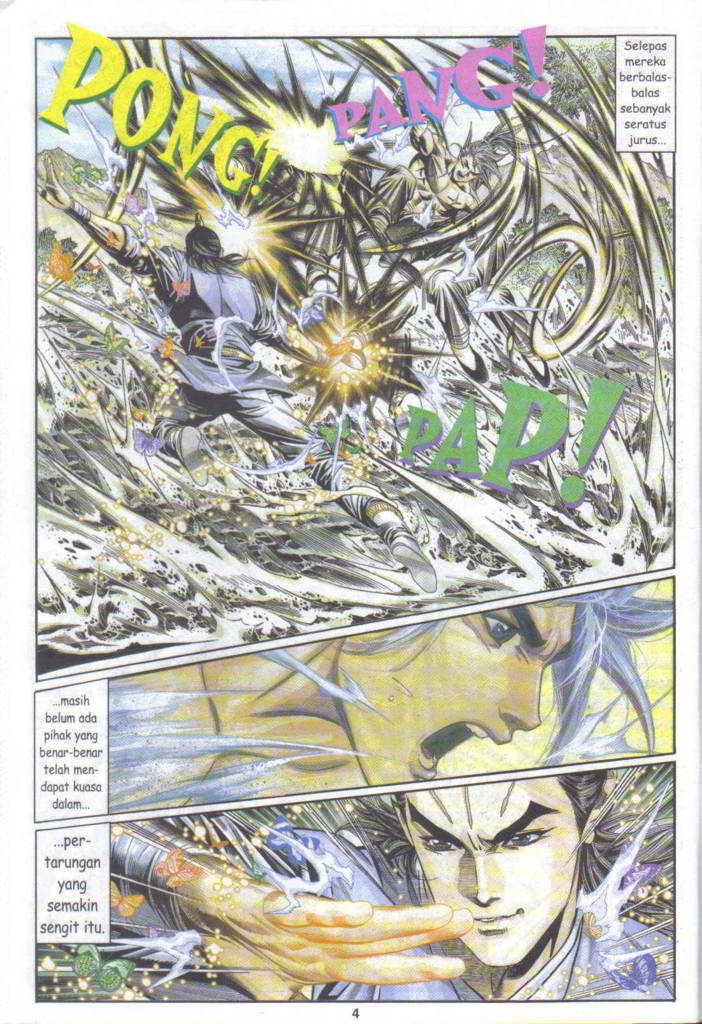 PONG!
PANG!
Selepas
mereka
berbalas-
balas
sebanyak
seratus
jurus...
PAP!
...masih
belum ada
pihak yang
benar-benar
telah men-
dapat kuasa
dalam...
...per-
tarungan
yang
semakin
sengit itu.
4